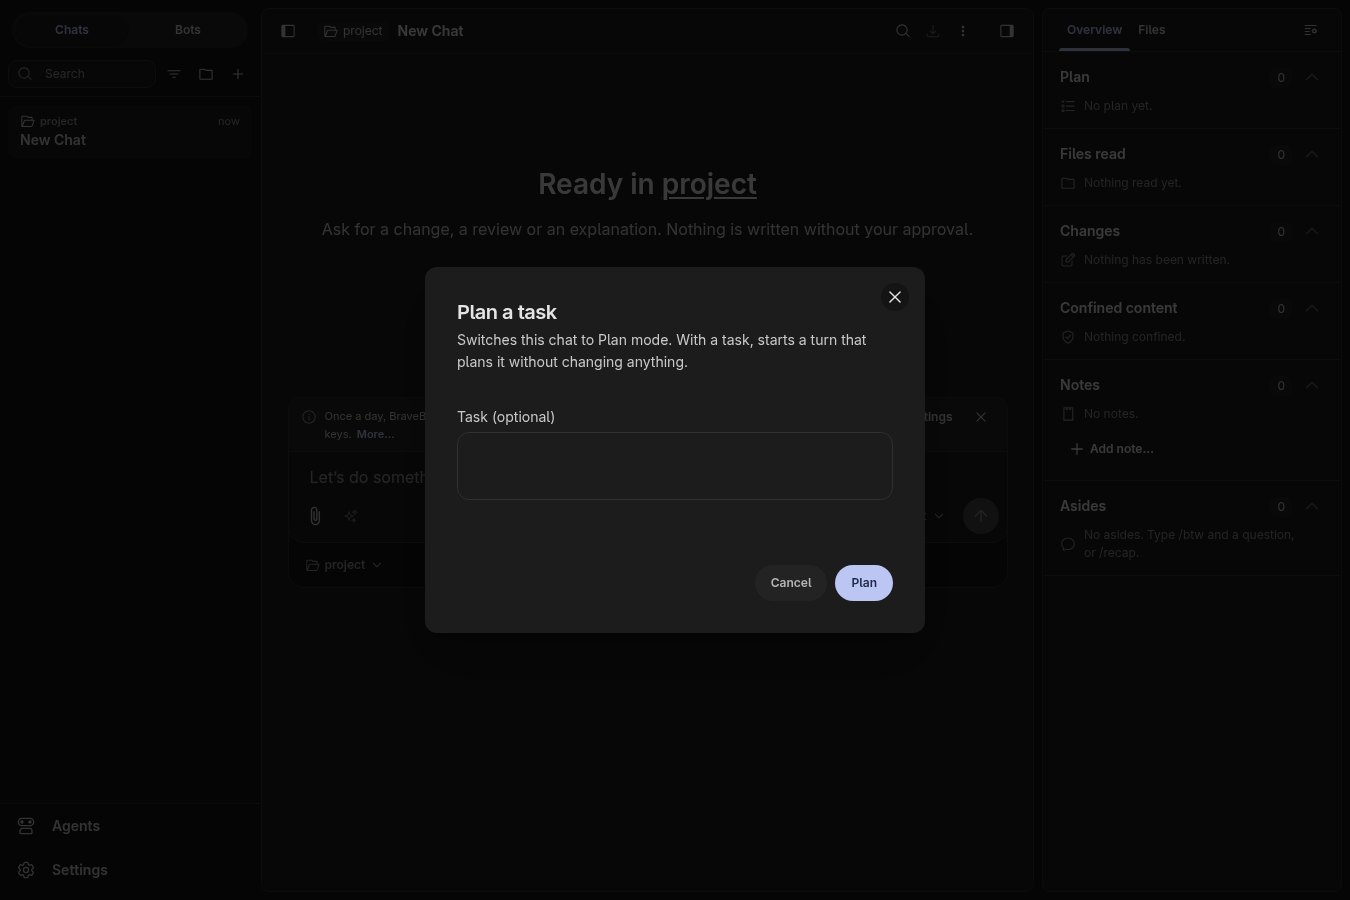 Chats
Bots
Search
project
now
New Chat
Agents
Settings
project
New Chat
Ready in project
Ask for a change, a review or an explanation. Nothing is written without your approval.
Once a day, BraveB
keys. More...
tings
Let's do someth
project
Plan a task
Switches this chat to Plan mode. With a task, starts a turn that
plans it without changing anything.
Task (optional)
Cancel
Plan
Overview
Files
Plan
0
No plan yet.
Files read
0
Nothing read yet.
Changes
0
Nothing has been written.
Confined content
0
Nothing confined.
Notes
0
No notes.
Add note...
Asides
0
No asides. Type /btw and a question,
or /recap.